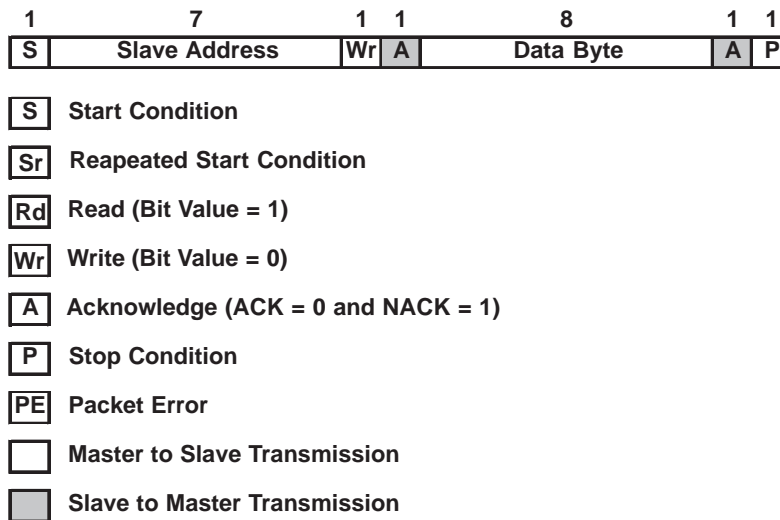 1 7 1 1 8 1 1
S Slave Address Wr A Data Byte A P
S Start Condition
Sr Reapeated Start Condition
Rd Read (Bit Value = 1)
Wr Write (Bit Value = 0)
A Acknowledge (ACK = 0 and NACK = 1)
P Stop Condition
PE Packet Error
Master to Slave Transmission
Slave to Master Transmission